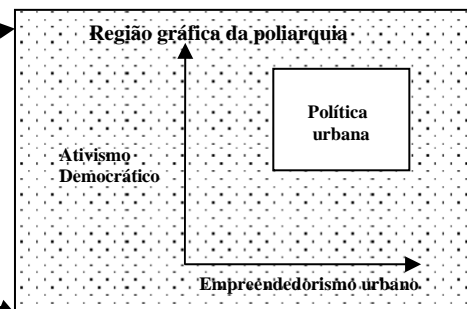 Região gráfica da poliarquia
Política
urbana
Ativismo
Democrático
Empreendedorismo urbano